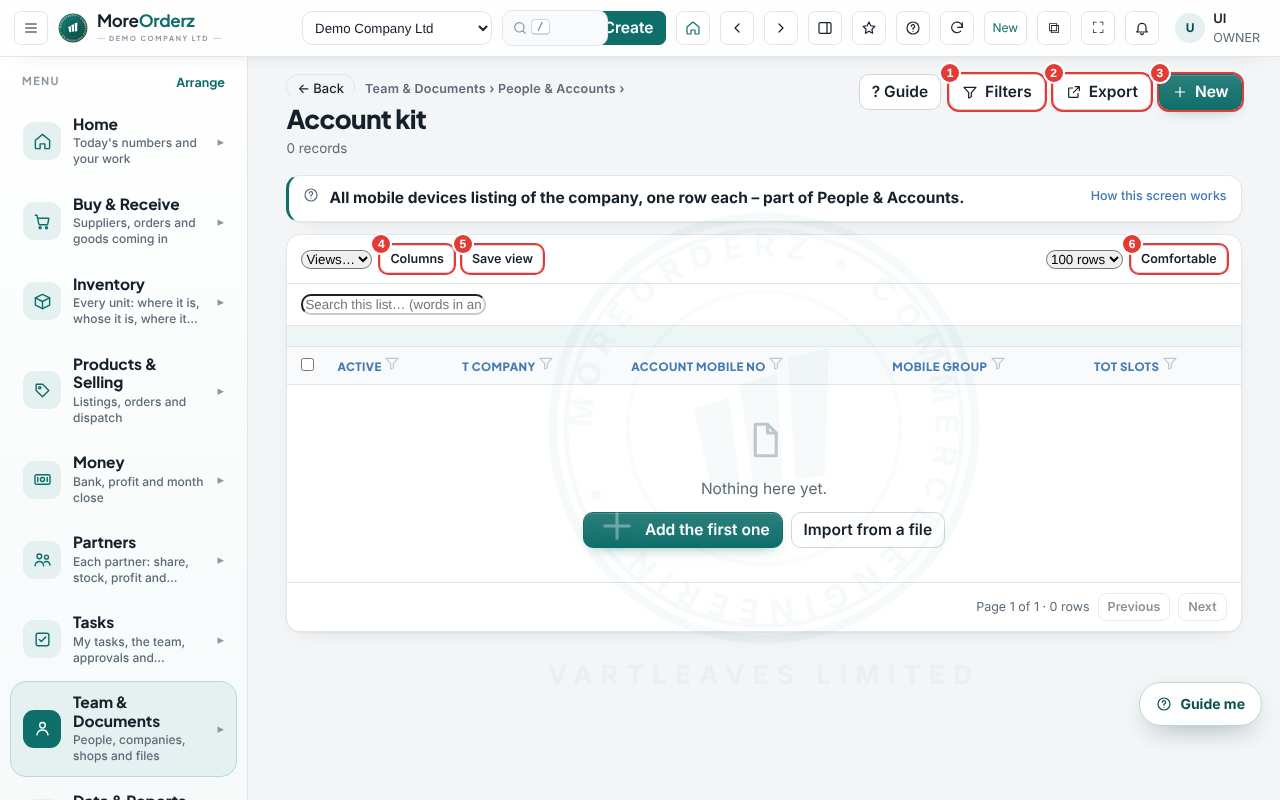 MoreOrderz
DEMO COMPANY LTD
Demo Company Ltd
/
Create
New
U
UI
OWNER
MENU
Arrange
Home
Today's numbers and
your work
Buy & Receive
Suppliers, orders and
goods coming in
Inventory
Every unit: where it is,
whose it is, where it...
Products &
Selling
Listings, orders and
dispatch
Money
Bank, profit and month
close
Partners
Each partner: share,
stock, profit and...
Tasks
My tasks, the team,
approvals and...
Team &
Documents
People, companies,
shops and files
← Back
Team & Documents › People & Accounts ›
Account kit
0 records
? Guide
1
Filters
2
Export
3
+ New
All mobile devices listing of the company, one row each – part of People & Accounts.
How this screen works
Views...
4
Columns
5
Save view
100 rows
6
Comfortable
Search this list... (words in an
ACTIVE
T COMPANY
ACCOUNT MOBILE NO
MOBILE GROUP
TOT SLOTS
Nothing here yet.
+ Add the first one
Import from a file
Page 1 of 1 · 0 rows
Previous
Next
MOREORDERZ • COMMERCE ENGINEERING •
VARTLEAVES LIMITED
Guide me